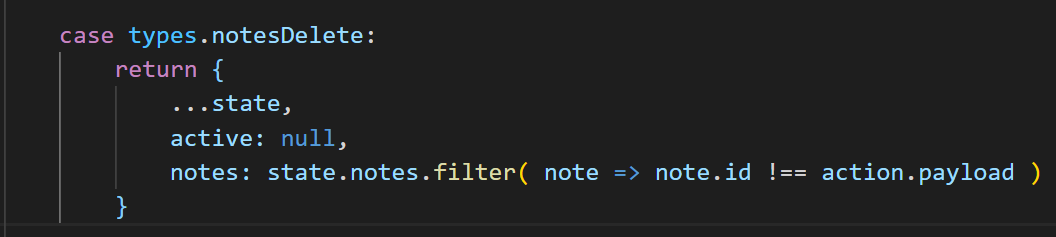 case types.notesDelete:
return {
...state,
active: null,
notes: state.notes.filter( note => note.id !== action.payload )
}